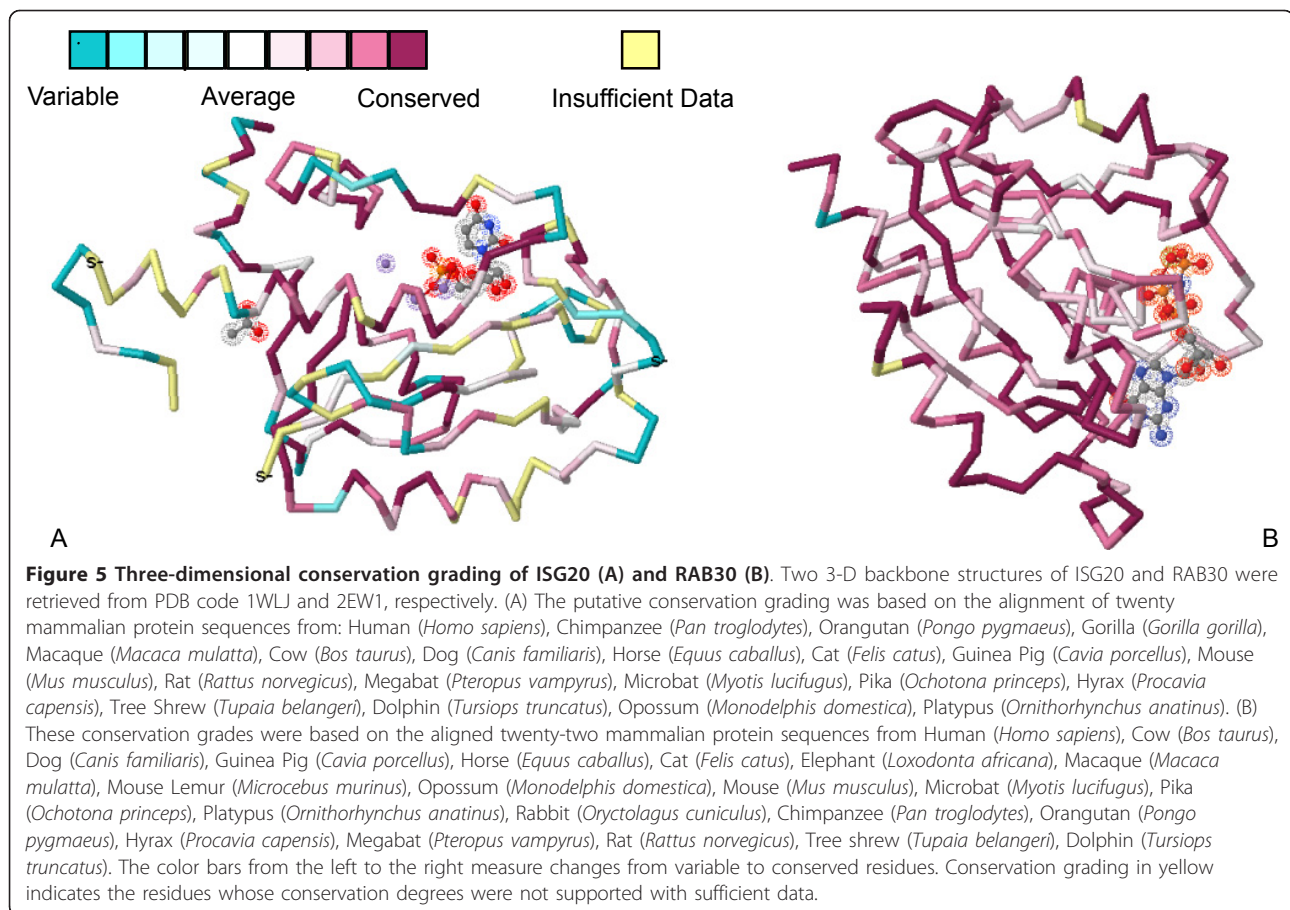 Variable Average Conserved Insufficient Data
S-
S-
S-
A
B
Figure 5 Three-dimensional conservation grading of ISG20 (A) and RAB30 (B). Two 3-D backbone structures of ISG20 and RAB30 were
retrieved from PDB code 1WLJ and 2EW1, respectively. (A) The putative conservation grading was based on the alignment of twenty
mammalian protein sequences from: Human (Homo sapiens), Chimpanzee (Pan troglodytes), Orangutan (Pongo pygmaeus), Gorilla (Gorilla gorilla),
Macaque (Macaca mulatta), Cow (Bos taurus), Dog (Canis familiaris), Horse (Equus caballus), Cat (Felis catus), Guinea Pig (Cavia porcellus), Mouse
(Mus musculus), Rat (Rattus norvegicus), Megabat (Pteropus vampyrus), Microbat (Myotis lucifugus), Pika (Ochotona princeps), Hyrax (Procavia
capensis), Tree Shrew (Tupaia belangeri), Dolphin (Tursiops truncatus), Opossum (Monodelphis domestica), Platypus (Ornithorhynchus anatinus). (B)
These conservation grades were based on the aligned twenty-two mammalian protein sequences from Human (Homo sapiens), Cow (Bos taurus),
Dog (Canis familiaris), Guinea Pig (Cavia porcellus), Horse (Equus caballus), Cat (Felis catus), Elephant (Loxodonta africana), Macaque (Macaca
mulatta), Mouse Lemur (Microcebus murinus), Opossum (Monodelphis domestica), Mouse (Mus musculus), Microbat (Myotis lucifugus), Pika
(Ochotona princeps), Platypus (Ornithorhynchus anatinus), Rabbit (Oryctolagus cuniculus), Chimpanzee (Pan troglodytes), Orangutan (Pongo
pygmaeus), Hyrax (Procavia capensis), Megabat (Pteropus vampyrus), Rat (Rattus norvegicus), Tree shrew (Tupaia belangeri), Dolphin (Tursiops
truncatus). The color bars from the left to the right measure changes from variable to conserved residues. Conservation grading in yellow
indicates the residues whose conservation degrees were not supported with sufficient data.